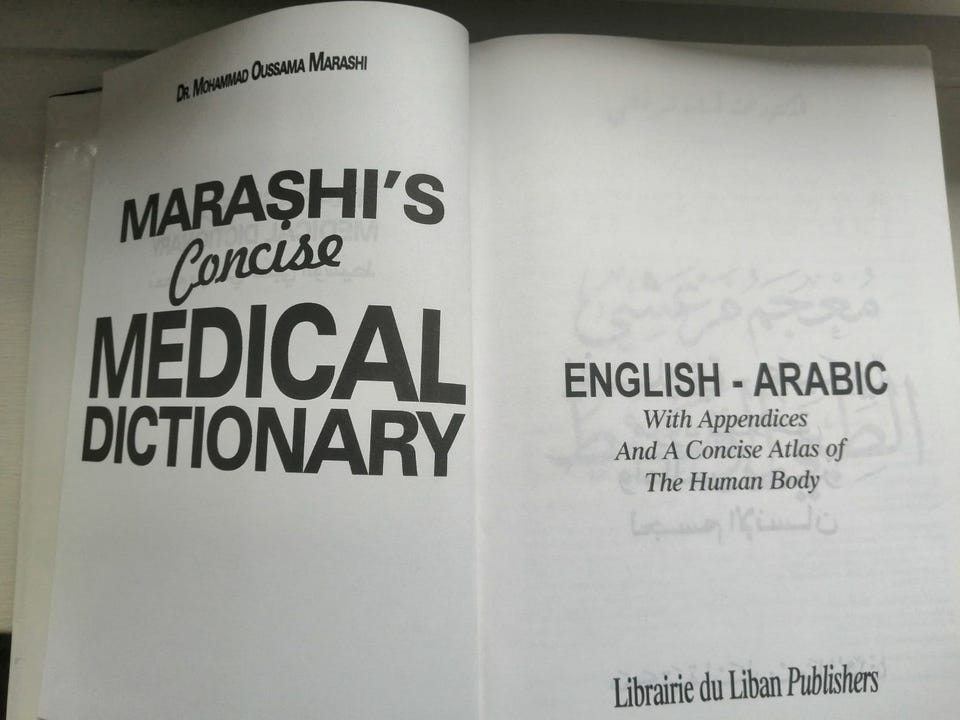 DR. MOHAMMAD OUSSAMA MARASHI
MARASHI'S
Concise
MEDICAL
DICTIONARY
ENGLISH - ARABIC
With Appendices
And A Concise Atlas of
The Human Body
Librairie du Liban Publishers